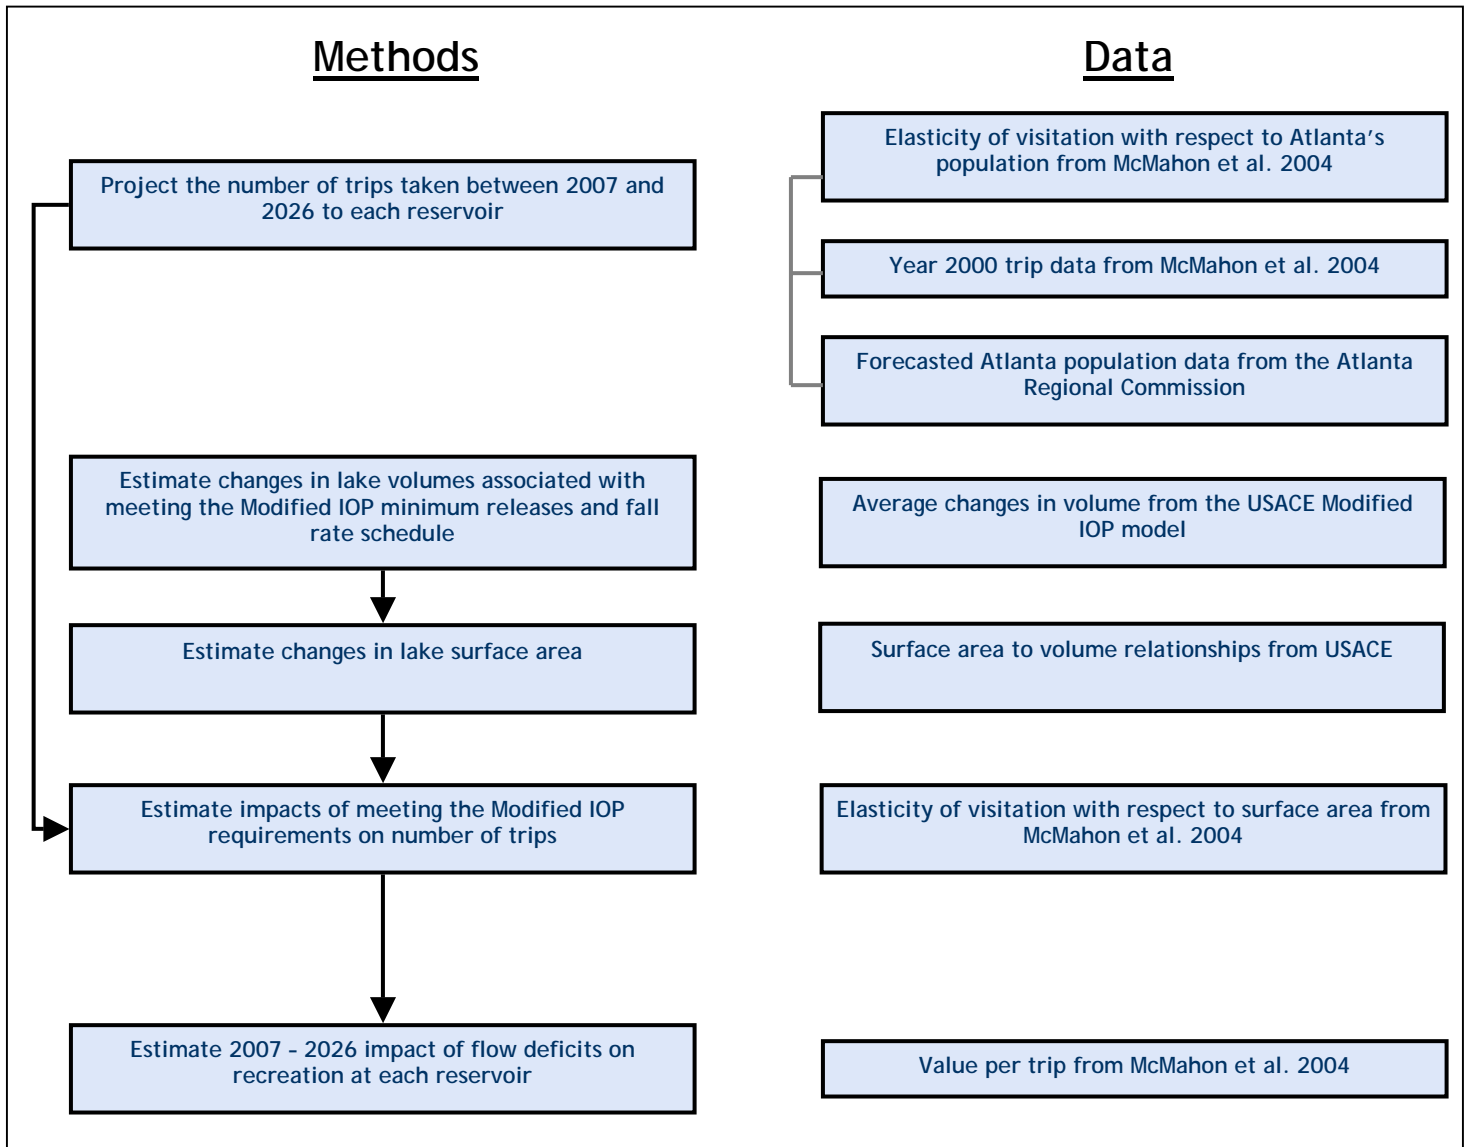 Methods
Data
Project the number of trips taken between 2007 and
2026 to each reservoir
Elasticity of visitation with respect to Atlanta's
population from McMahon et al. 2004
Year 2000 trip data from McMahon et al. 2004
Forecasted Atlanta population data from the Atlanta
Regional Commission
Estimate changes in lake volumes associated with
meeting the Modified IOP minimum releases and fall
rate schedule
Average changes in volume from the USACE Modified
IOP model
Estimate changes in lake surface area
Surface area to volume relationships from USACE
Estimate impacts of meeting the Modified IOP
requirements on number of trips
Elasticity of visitation with respect to surface area from
McMahon et al. 2004
Estimate 2007 - 2026 impact of flow deficits on
recreation at each reservoir
Value per trip from McMahon et al. 2004